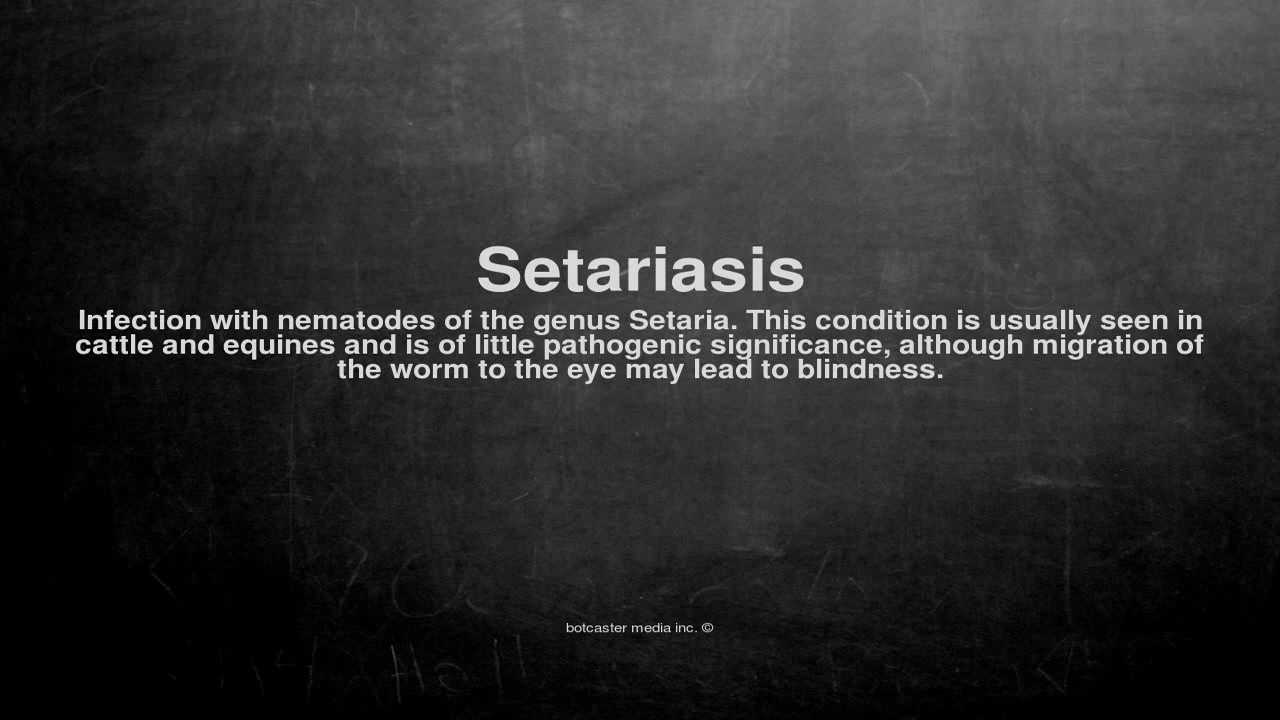 Setariasis
Infection with nematodes of the genus Setaria. This condition is usually seen in
cattle and equines and is of little pathogenic significance, although migration of
the worm to the eye may lead to blindness.
botcaster media inc. ©